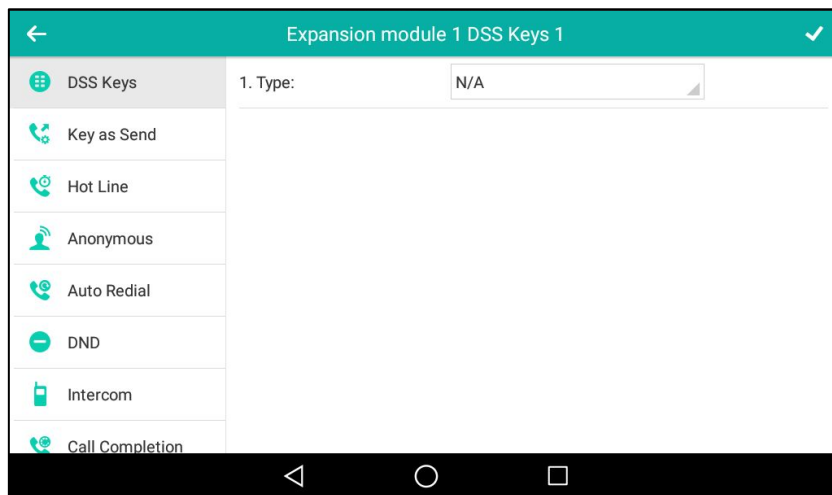 Expansion module 1 DSS Keys 1
DSS Keys
1. Type:
N/A
Key as Send
Hot Line
Anonymous
Auto Redial
DND
Intercom
Call Completion